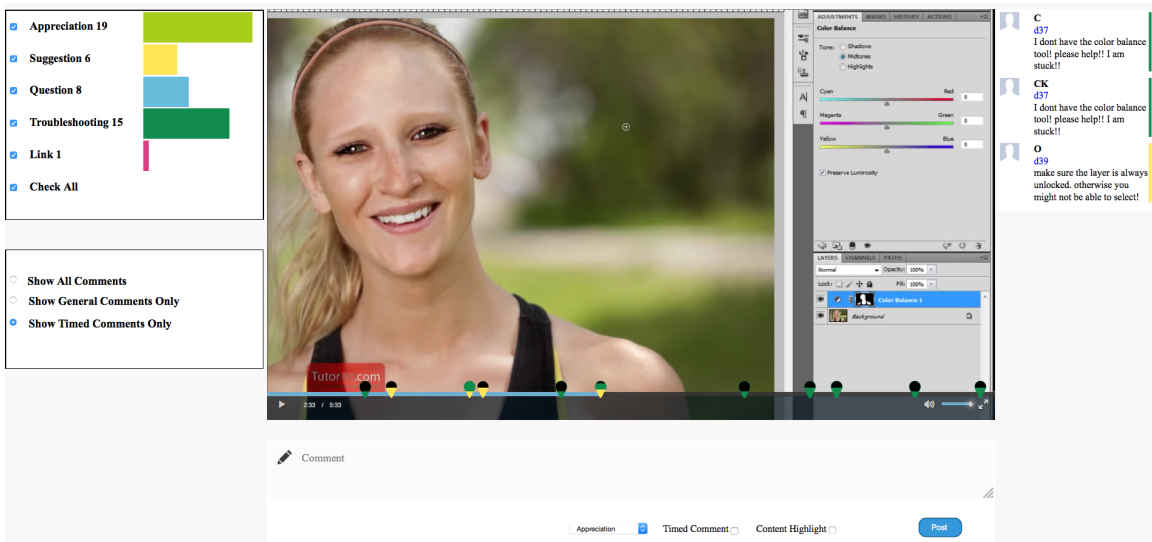 Appreciation 19
Suggestion 6
Question 8
Troubleshooting 15
Link 1
Check All
Show All Comments
Show General Comments Only
Show Timed Comments Only
ADJUSTMENTS MASKS HISTORY ACTIONS
Color Balance
Tone: Shadows
Midtones
Highlights
Cyan Red 0
Magenta Green 0
Yellow Blue 0
Preserve Luminosity
LAYERS CHANNELS PATHS
Normal Opacity: 100%
Lock: Fill: 100%
Color Balance 1
Background
Tutor .com
2:33 / 5:33
C
d37
I dont have the color balance
tool! please help!! I am
stuck!!
CK
d37
I dont have the color balance
tool! please help!! I am
stuck!!
O
d39
make sure the layer is always
unlocked. otherwise you
might not be able to select!
Comment
Appreciation Timed Comment Content Highlight Post